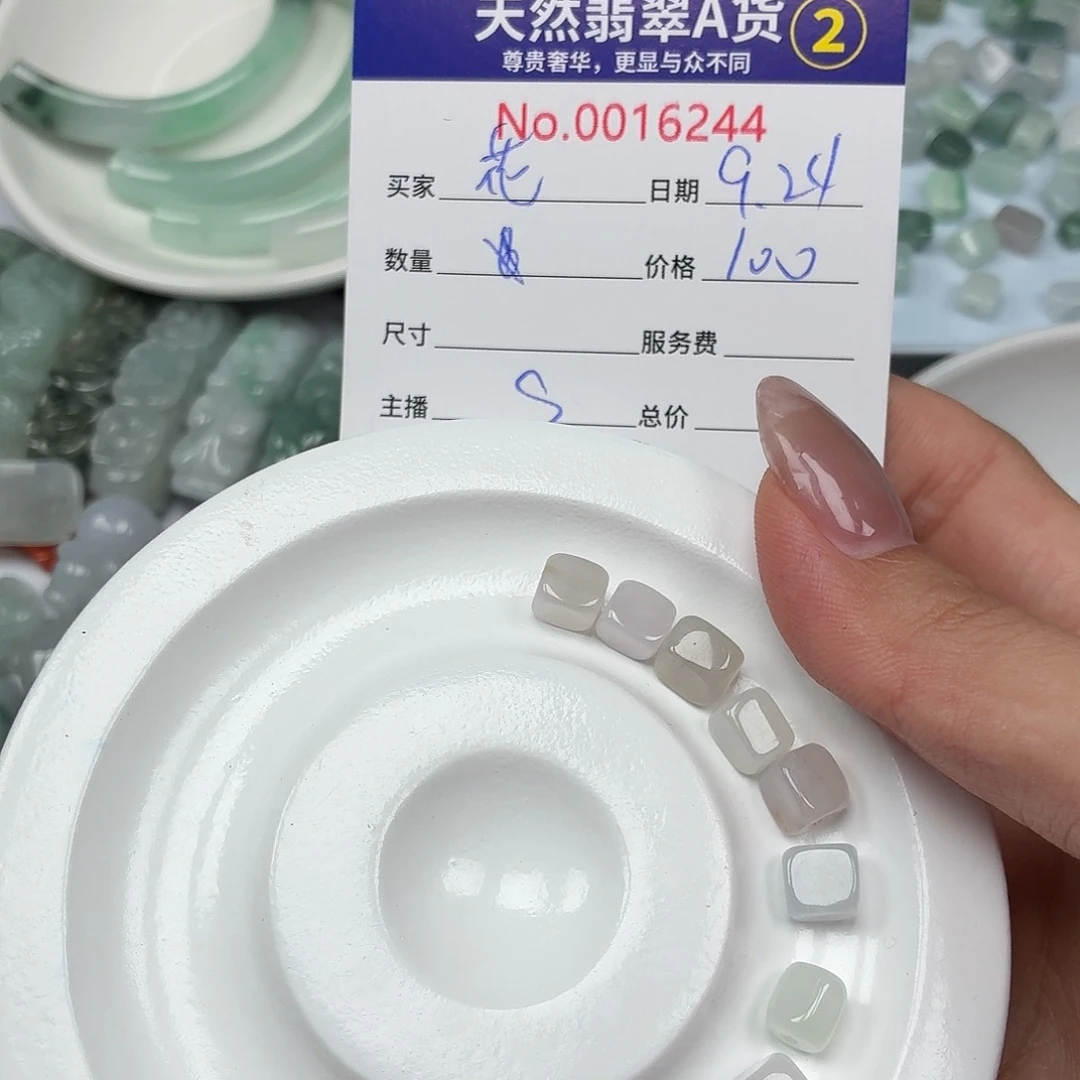 天然翡翠A货 2
尊贵奢华，更显与众不同
No.0016244
买家 花 日期 9.24
数量 价格 100
尺寸 服务费
主播 S 总价